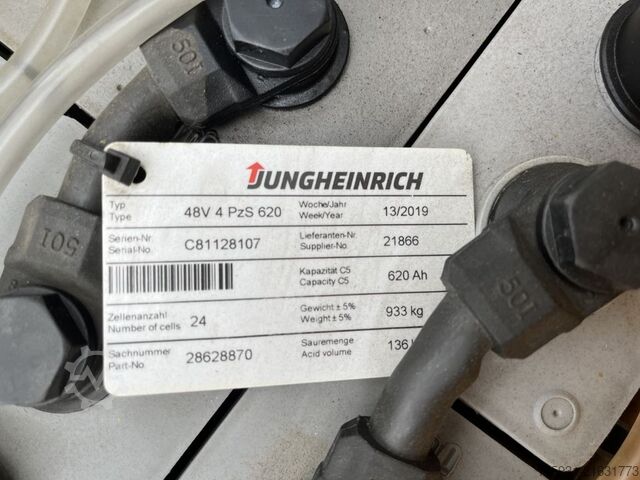 501
JUNGHEINRICH
Typ
Type
48V 4 PzS 620
Woche/Jahr
Week/Year
13/2019
Serien-Nr.
Serial-No.
C81128107
Lieferanten-Nr.
Supplier-No.
21866
Kapazität C5
Capacity C5
620 Ah
Zellenanzahl
Number of cells
24
Gewicht ± 5%
Weight ± 5%
933 kg
Sachnummer
Part-No.
28628870
Sauremenge
Acid volume
136
501
501